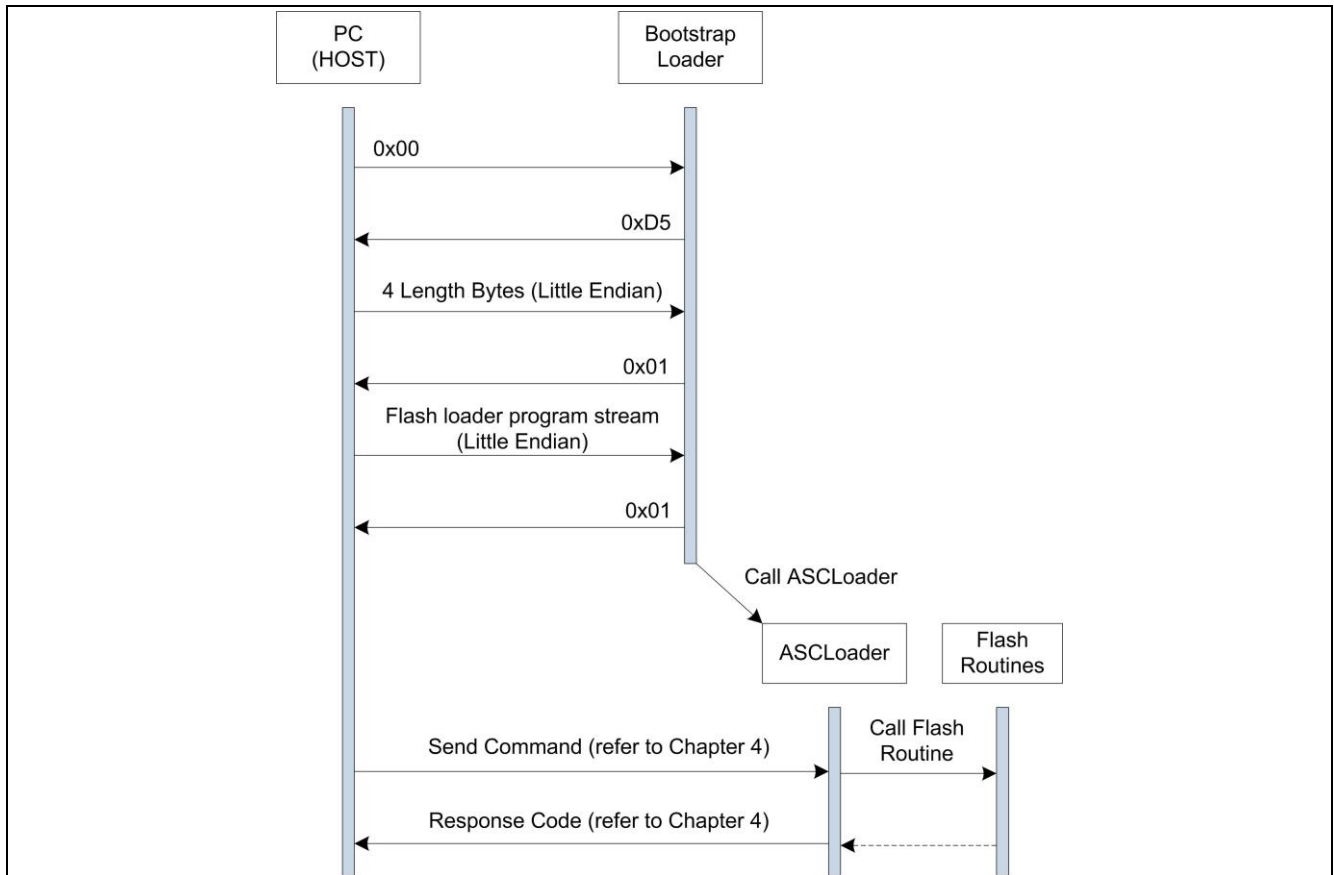 PC
(HOST)
Bootstrap
Loader
0x00
0xD5
4 Length Bytes (Little Endian)
0x01
Flash loader program stream
(Little Endian)
0x01
Call ASCLoader
ASCLoader
Flash
Routines
Send Command (refer to Chapter 4)
Call Flash
Routine
Response Code (refer to Chapter 4)